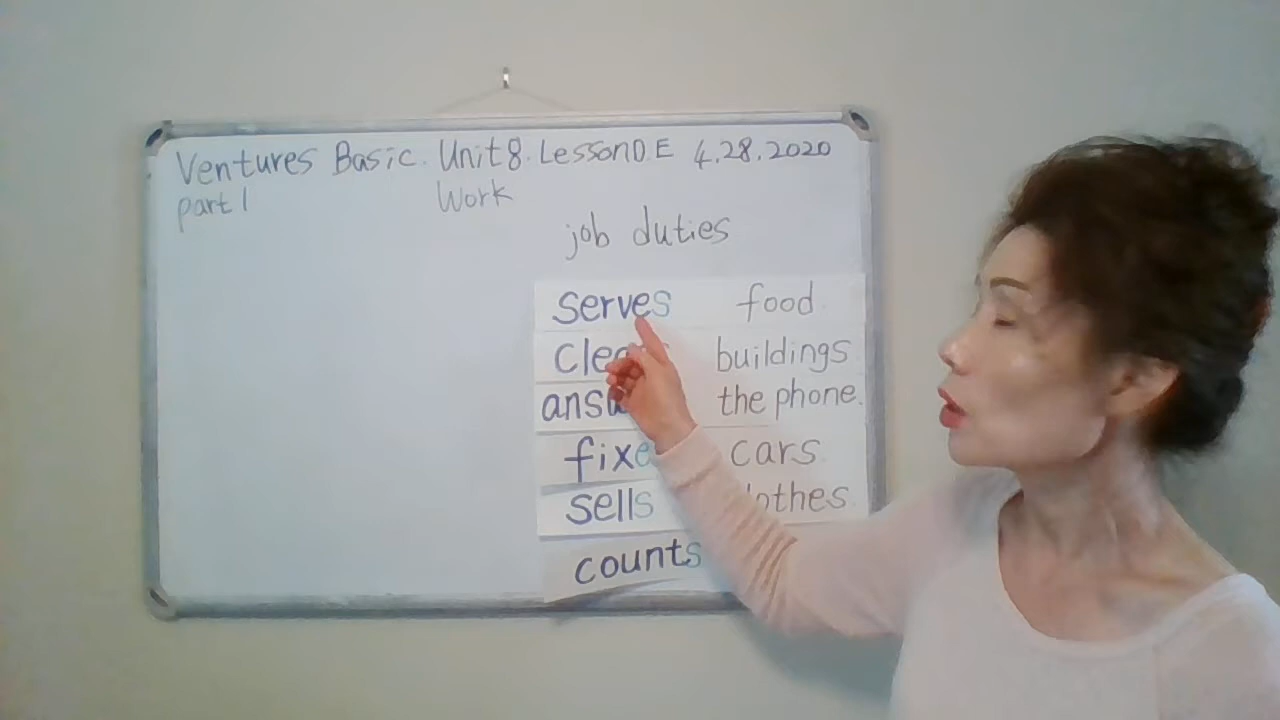 Ventures Basic. Unit 8. Lesson D.E 4.28.2020
part 1 Work
job duties
serves food
buildings
the phone.
cars
sells
counts